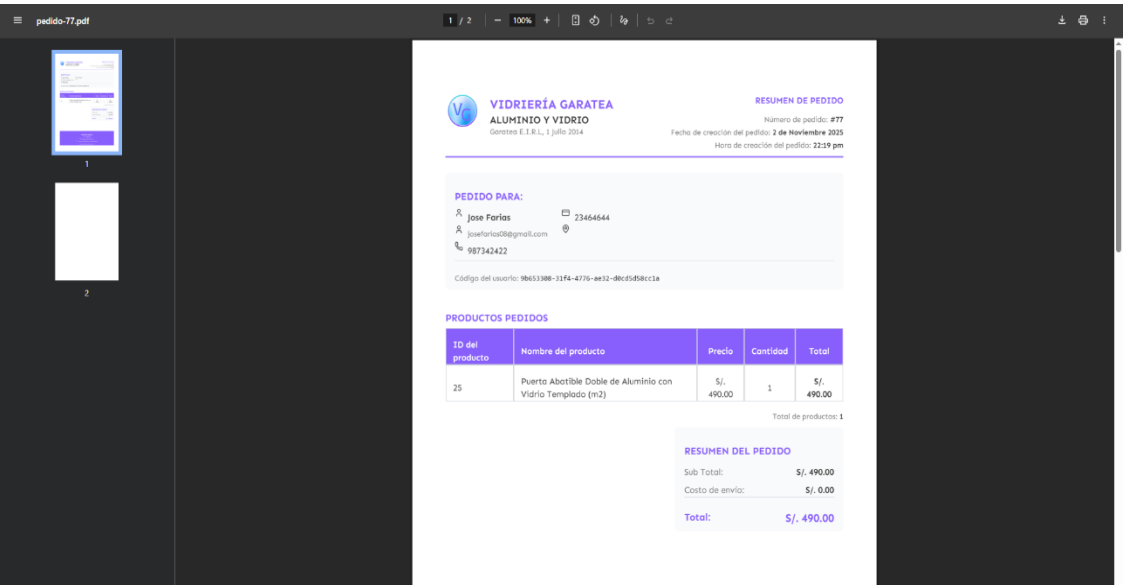 pedido-77.pdf
1 / 2
100%
1
2
VG
VIDRIERÍA GARATEA
ALUMINIO Y VIDRIO
Garatea E.I.R.L, 1 julio 2014
RESUMEN DE PEDIDO
Número de pedido: #77
Fecha de creación del pedido: 2 de Noviembre 2025
Hora de creación del pedido: 22:19 pm
PEDIDO PARA:
Jose Farias
23464644
josefarias08@gmail.com
987342422
Código del usuario: 9b653308-31f4-4776-ae32-d0cd5d58cc1a
PRODUCTOS PEDIDOS
ID del producto
Nombre del producto
Precio
Cantidad
Total
25
Puerta Abatible Doble de Aluminio con
Vidrio Templado (m2)
S/.
490.00
1
S/.
490.00
Total de productos: 1
RESUMEN DEL PEDIDO
Sub Total: S/. 490.00
Costo de envío: S/. 0.00
Total: S/. 490.00